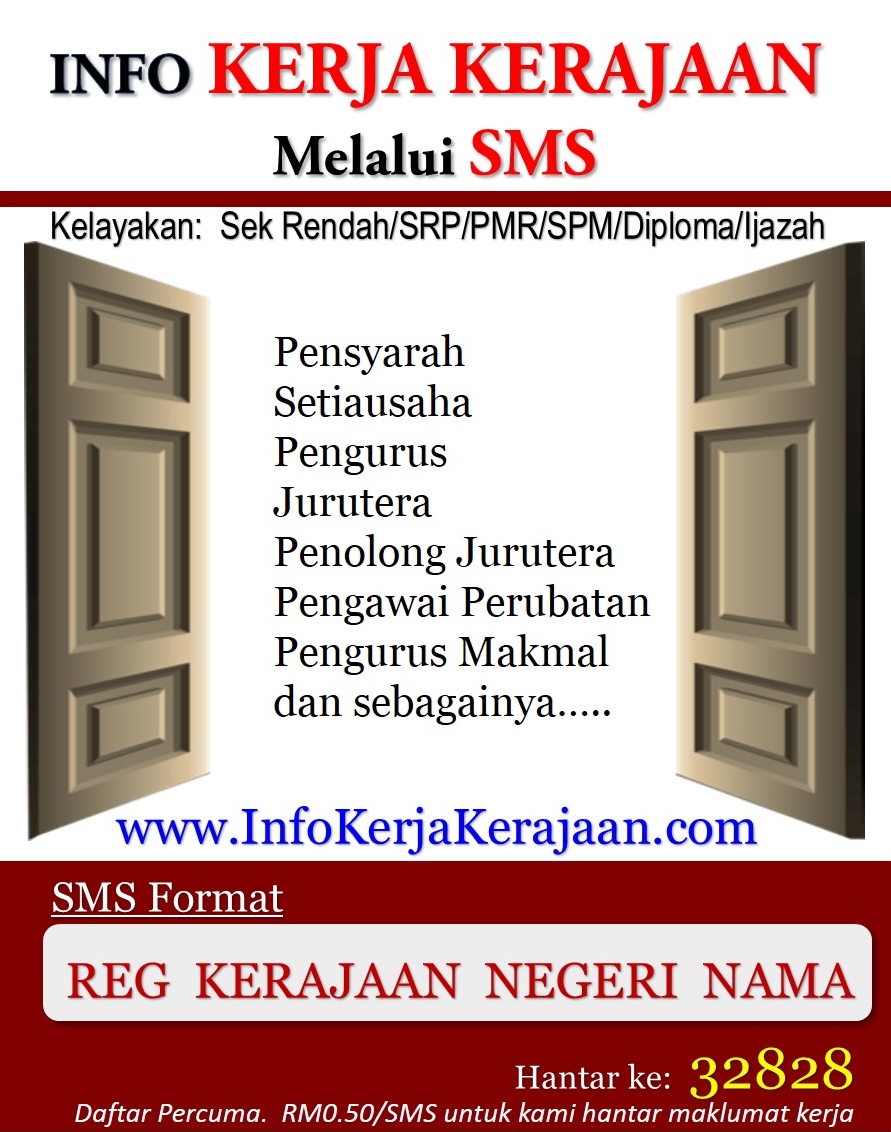 INFO KERJA KERAJAAN
Melalui SMS
Kelayakan: Sek Rendah/SRP/PMR/SPM/Diploma/Ijazah
Pensyarah
Setiausaha
Pengurus
Jurutera
Penolong Jurutera
Pengawai Perubatan
Pengurus Makmal
dan sebagainya.....
www.InfoKerjaKerajaan.com
SMS Format
REG KERAJAAN NEGERI NAMA
Hantar ke: 32828
Daftar Percuma. RM0.50/SMS untuk kami hantar maklumat kerja